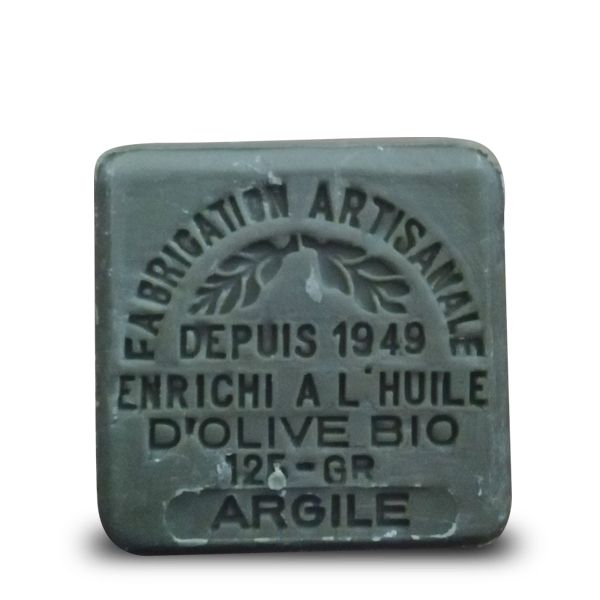 FABRICATION ARTISANALE
DEPUIS 1949
ENRICHI A L'HUILE
D'OLIVE BIO
125-GR
ARGILE